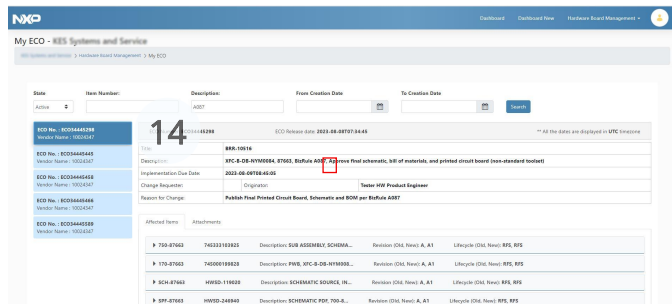 NXP
Dashboard Dashboard New Hardware Board Management
My ECO - KES Systems and Service
Hardware Board Management > My ECO
State Item Number: Description: From Creation Date To Creation Date
Active A087 Search
ECO No. : ECO34445298
Vendor Name : 10024347
ECO34445298 ECO Release date: 2023-08-08T07:34:45 ** All the dates are displayed in UTC timezone
14
Title: BRR-10516
ECO No. : ECO34445445
Vendor Name : 10024347
Description: XFC-B-DB-NYM0084, 87663, BizRule A087, Approve final schematic, bill of materials, and printed circuit board (non-standard toolset)
Implementation Due Date: 2023-08-09T08:45:05
ECO No. : ECO34445458
Vendor Name : 10024347
Change Requester: Originator: Tester HW Product Engineer
Reason for Change: Publish Final Printed Circuit Board, Schematic and BOM per BizRule A087
ECO No. : ECO34445466
Vendor Name : 10024347
ECO No. : ECO34445589
Vendor Name : 10024347
Affected Items Attachments
750-87663 745333103925 Description: SUB ASSEMBLY, SCHEMA... Revision (Old, New): A, A1 Lifecycle (Old, New): RFS, RFS
170-87663 745000199828 Description: PWB, XFC-B-DB-NYM008... Revision (Old, New): A, A1 Lifecycle (Old, New): RFS, RFS
SCH-87663 HWSD-119020 Description: SCHEMATIC SOURCE, IN... Revision (Old, New): A, A1 Lifecycle (Old, New): RFS, RFS
SPF-87663 HWSD-246940 Description: SCHEMATIC PDF, 700-8... Revision (Old, New): A, A1 Lifecycle (Old, New): RFS, RFS